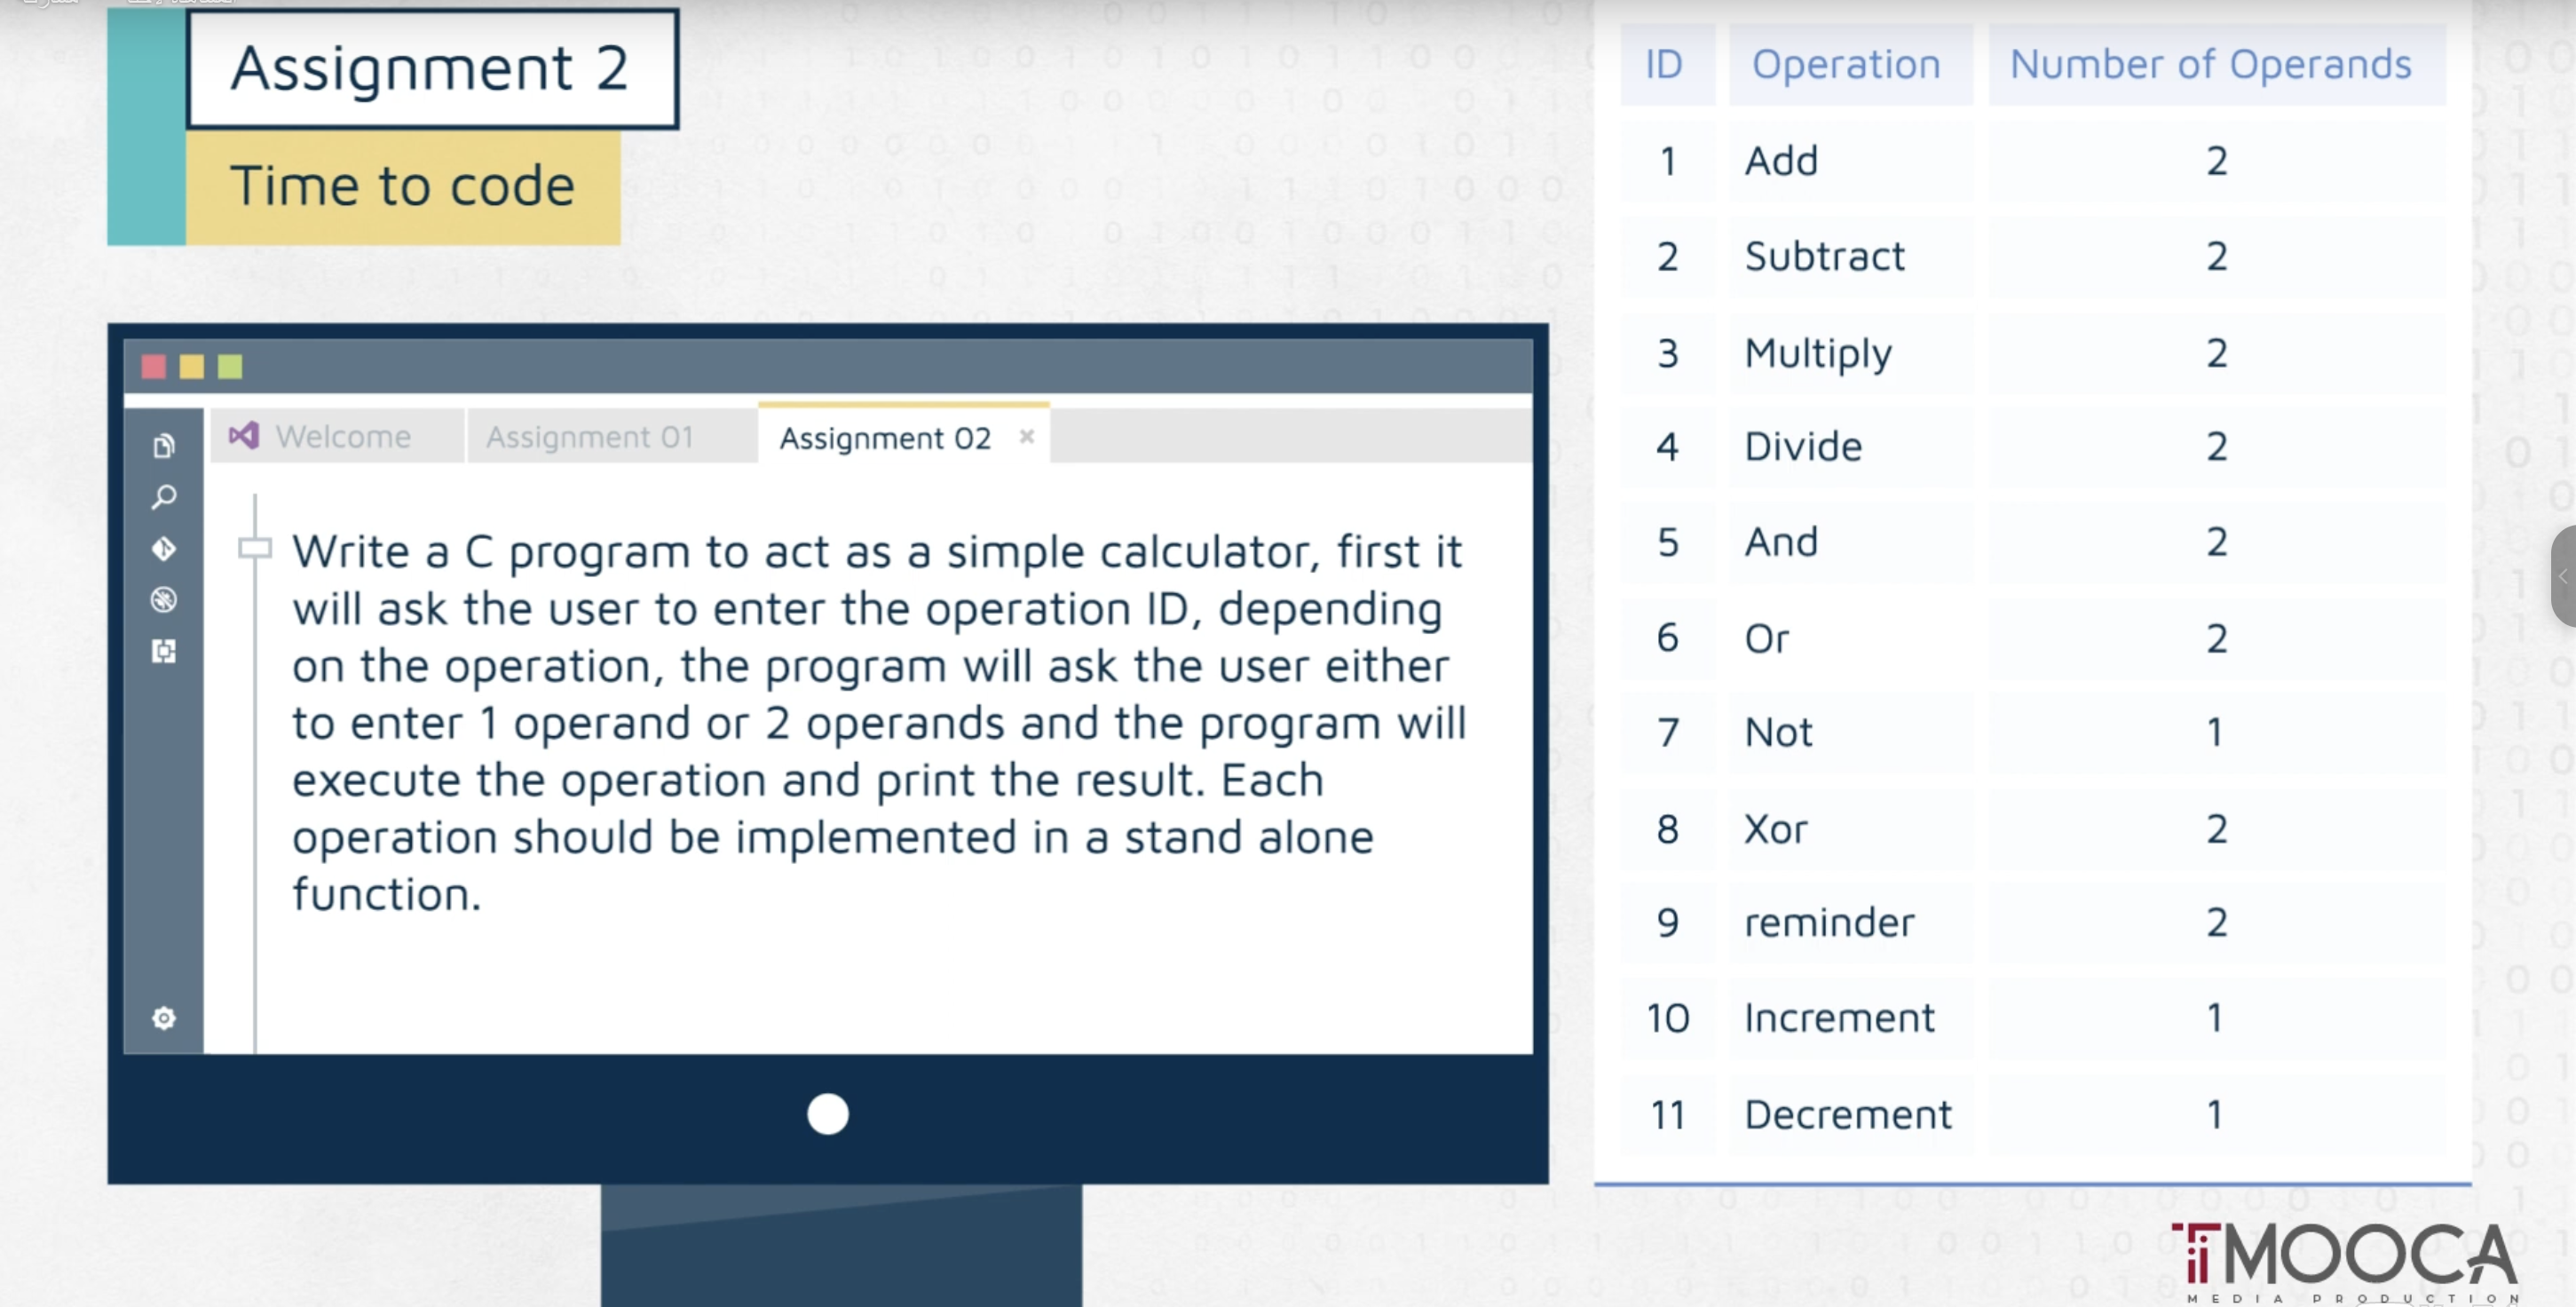 Assignment 2
Time to code
Welcome
Assignment 01
Assignment 02
Write a C program to act as a simple calculator, first it
will ask the user to enter the operation ID, depending
on the operation, the program will ask the user either
to enter 1 operand or 2 operands and the program will
execute the operation and print the result. Each
operation should be implemented in a stand alone
function.
ID Operation Number of Operands
1 Add 2
2 Subtract 2
3 Multiply 2
4 Divide 2
5 And 2
6 Or 2
7 Not 1
8 Xor 2
9 reminder 2
10 Increment 1
11 Decrement 1
MOOCA
MEDIA PRODUCTION